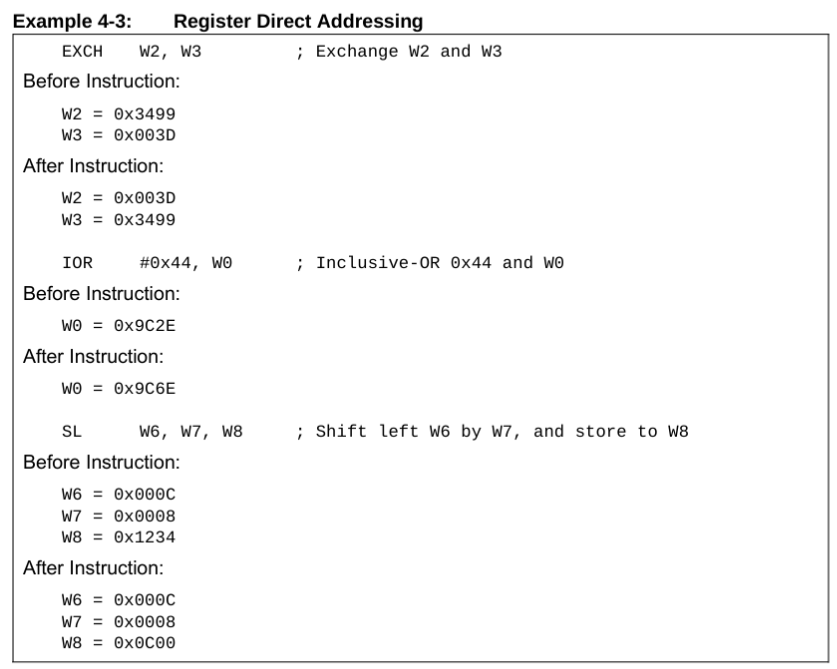 Example 4-3: Register Direct Addressing
EXCH W2, W3 ; Exchange W2 and W3
Before Instruction:
W2 = 0x3499
W3 = 0x003D
After Instruction:
W2 = 0x003D
W3 = 0x3499
IOR #0x44, W0 ; Inclusive-OR 0x44 and W0
Before Instruction:
W0 = 0x9C2E
After Instruction:
W0 = 0x9C6E
SL W6, W7, W8 ; Shift left W6 by W7, and store to W8
Before Instruction:
W6 = 0x000C
W7 = 0x0008
W8 = 0x1234
After Instruction:
W6 = 0x000C
W7 = 0x0008
W8 = 0x0C00